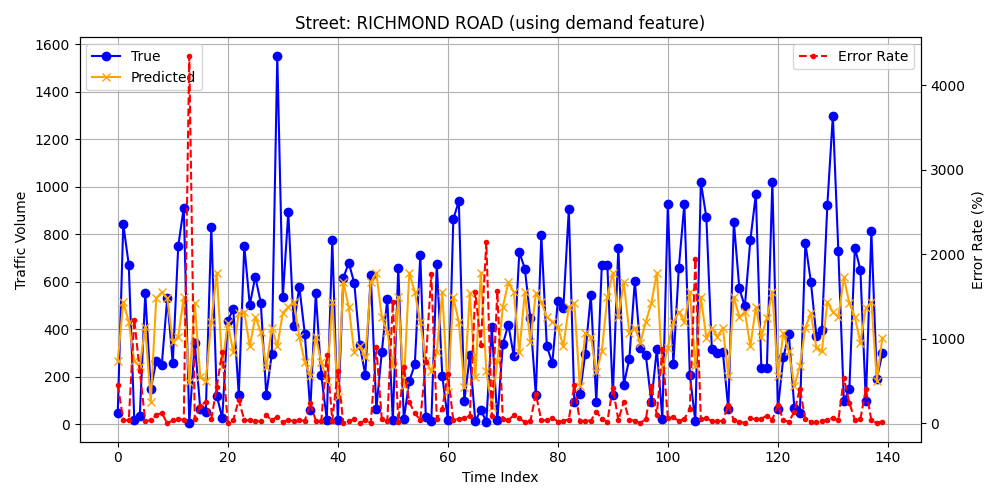 Street: RICHMOND ROAD (using demand feature)
True
Predicted
Error Rate
1600
1400
1200
1000
800
600
400
200
0
Traffic Volume
4000
3000
2000
1000
0
Error Rate (%)
0 20 40 60 80 100 120 140
Time Index